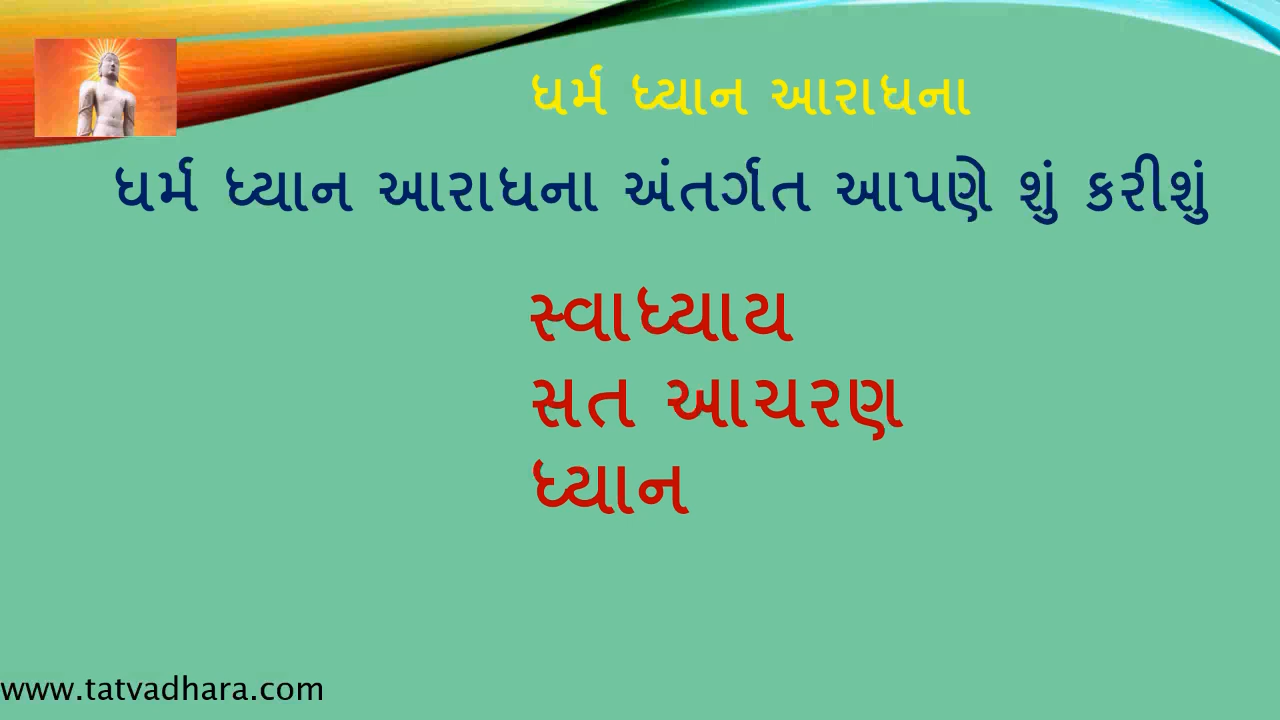 ધર્મ ધ્યાન આરાધના
ધર્મ ધ્યાન આરાધના અંતર્ગત આપણે શું કરીશું
સ્વાધ્યાય
સત આચરણ
ધ્યાન
www.tatvadhara.com